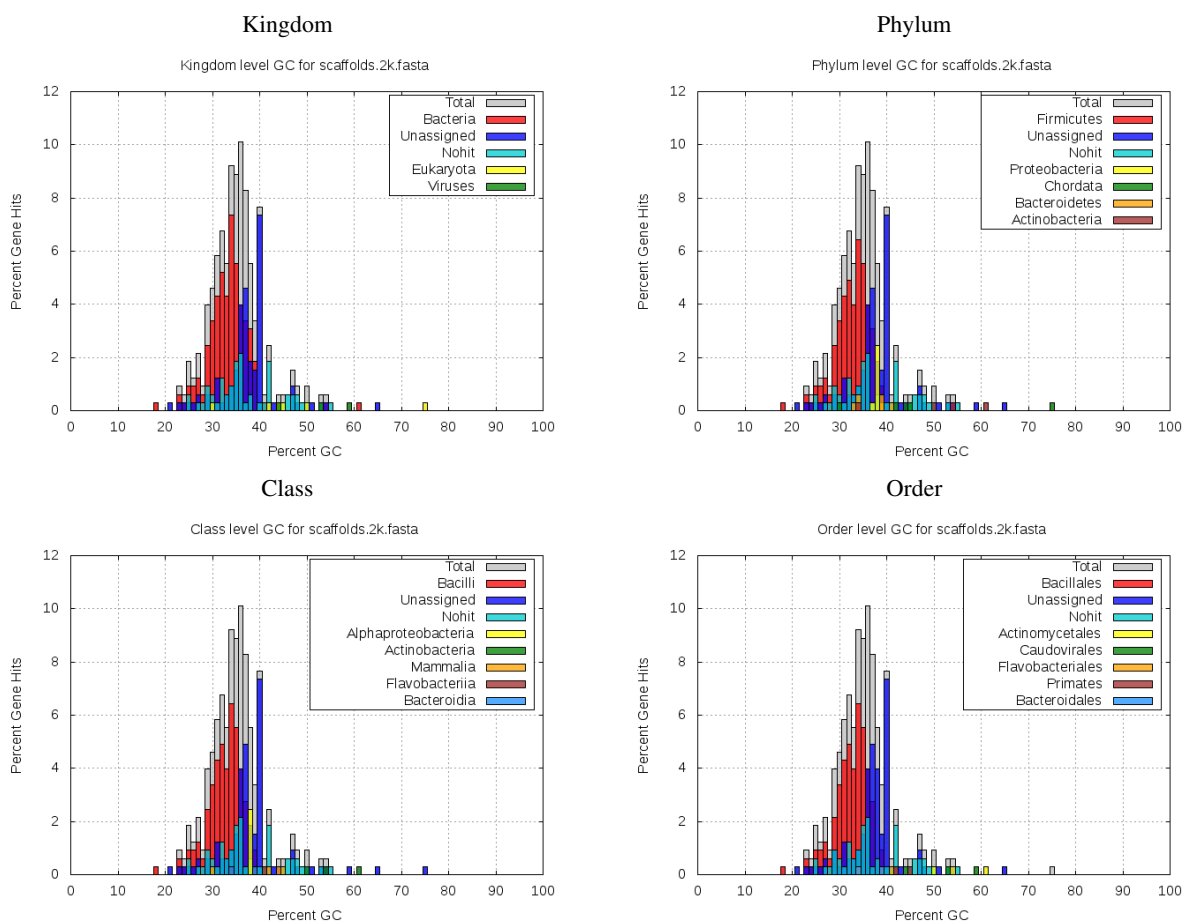 Kingdom
Kingdom level GC for scaffolds.2k.fasta
Percent Gene Hits
12
10
8
6
4
2
0
Total
Bacteria
Unassigned
Nohit
Eukaryota
Viruses
0 10 20 30 40 50 60 70 80 90 100
Percent GC
Phylum
Phylum level GC for scaffolds.2k.fasta
Percent Gene Hits
12
10
8
6
4
2
0
Total
Firmicutes
Unassigned
Nohit
Proteobacteria
Chordata
Bacteroidetes
Actinobacteria
0 10 20 30 40 50 60 70 80 90 100
Percent GC
Class
Class level GC for scaffolds.2k.fasta
Percent Gene Hits
12
10
8
6
4
2
0
Total
Bacilli
Unassigned
Nohit
Alphaproteobacteria
Actinobacteria
Mammalia
Flavobacteriia
Bacteroidia
0 10 20 30 40 50 60 70 80 90 100
Percent GC
Order
Order level GC for scaffolds.2k.fasta
Percent Gene Hits
12
10
8
6
4
2
0
Total
Bacillales
Unassigned
Nohit
Actinomycetales
Caudovirales
Flavobacteriales
Primates
Bacteroidales
0 10 20 30 40 50 60 70 80 90 100
Percent GC